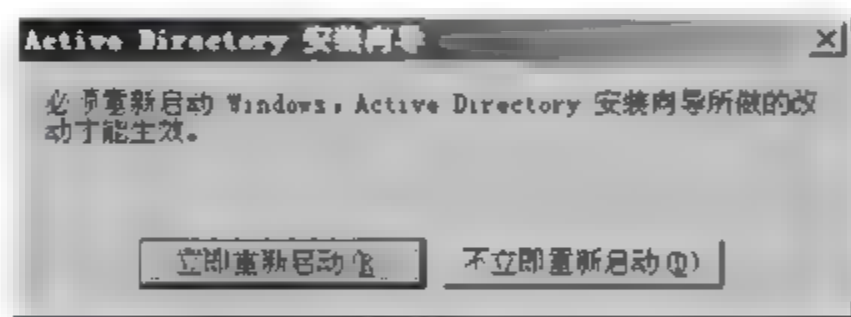 Active Directory 安装向导
必须重新启动 Windows，Active Directory 安装向导所做的改
动才能生效。
立即重新启动(R)
不立即重新启动(D)